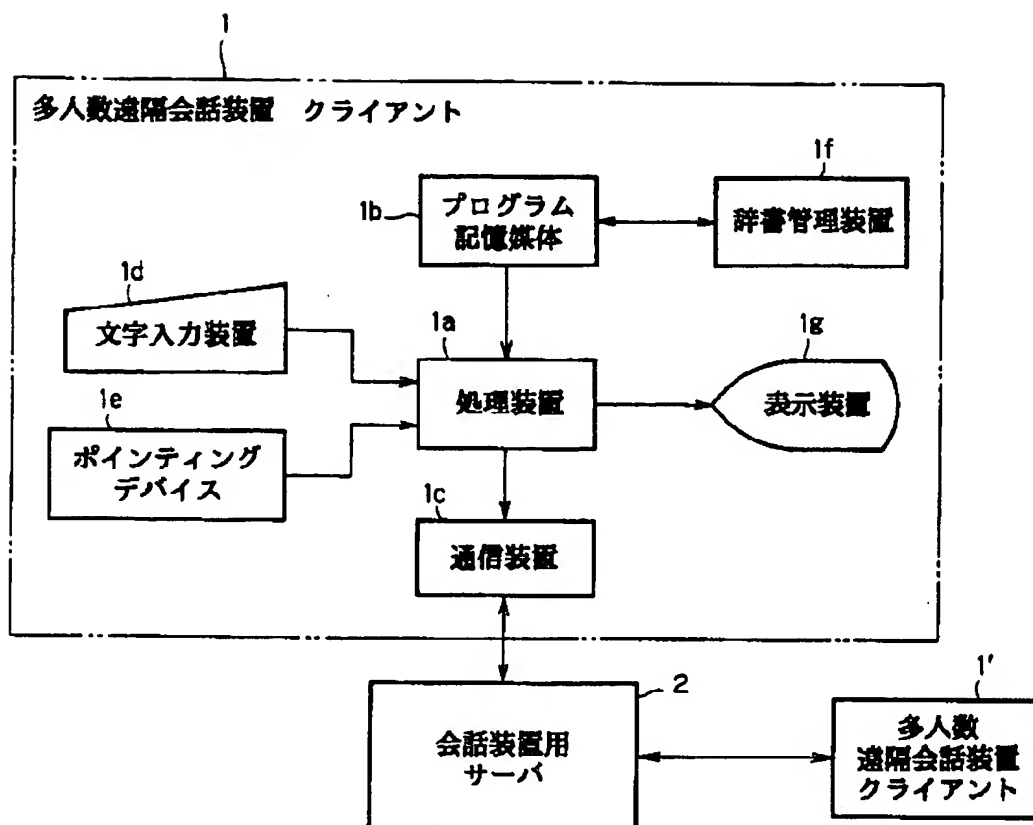 1
多人数遠隔会話装置 クライアント
1b
プログラム
記憶媒体
1f
辞書管理装置
1d
文字入力装置
1a
処理装置
1g
表示装置
1e
ポインティング
デバイス
1c
通信装置
2
会話装置用
サーバ
1'
多人数
遠隔会話装置
クライアント